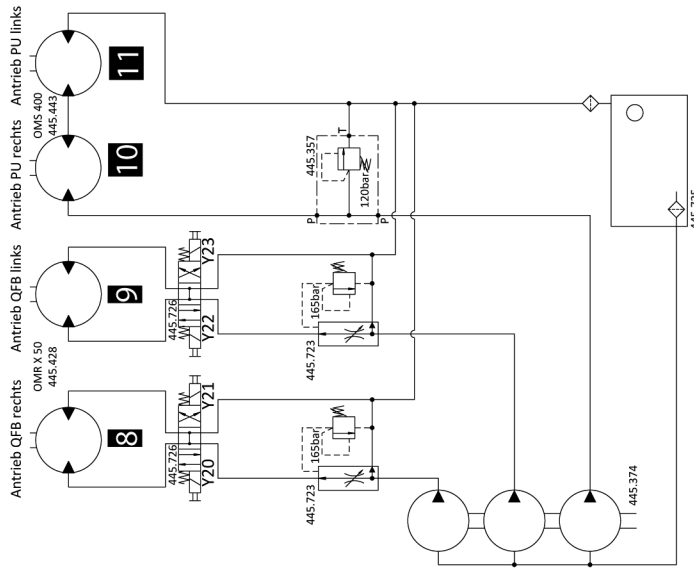 Antrieb PU links
11
OMS 400
445.443
Antrieb PU rechts
10
445.357
T
120bar
P
P
Antrieb QFB links
9
445.726
Y23
Y22
165bar
445.723
OMR X 50
445.428
Antrieb QFB rechts
8
445.726
Y21
Y20
165bar
445.723
445.374